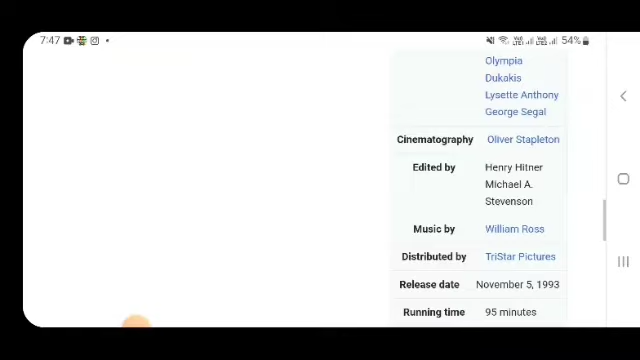 7:47 54%
Olympia
Dukakis
Lysette Anthony
George Segal
Cinematography Oliver Stapleton
Edited by Henry Hitner
Michael A.
Stevenson
Music by William Ross
Distributed by TriStar Pictures
Release date November 5, 1993
Running time 95 minutes